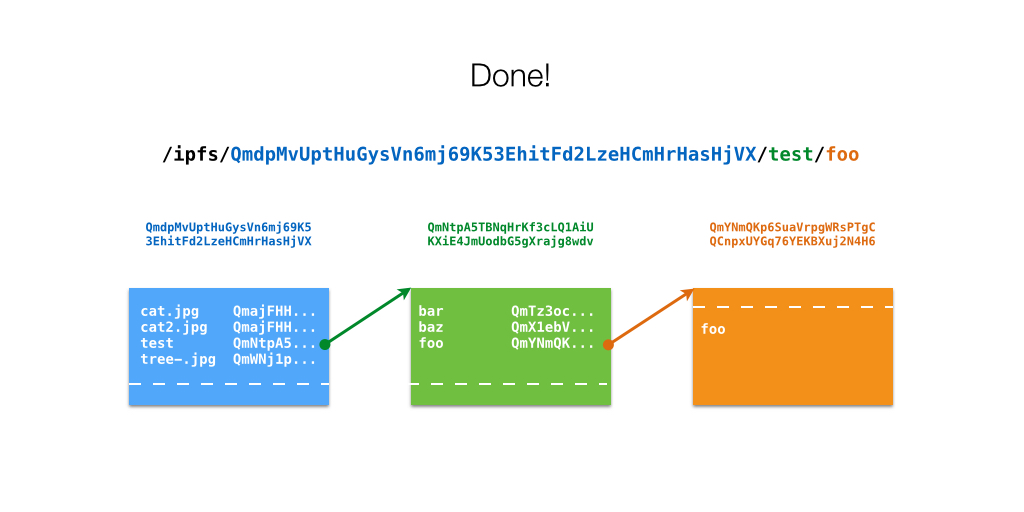 Done!
/ipfs/QmdpMvUptHuGysVn6mj69K53EhitFd2LzeHCmHrHasHjVX/test/foo
QmdpMvUptHuGysVn6mj69K5
3EhitFd2LzeHCmHrHasHjVX
cat.jpg QmajFHH...
cat2.jpg QmajFHH...
test QmNtpA5...
tree-.jpg QmWNj1p...
QmNtpA5TBNqHrKf3cLQ1AiU
KXiE4JmUodbG5gXrajg8wdv
bar QmTz3oc...
baz QmX1ebV...
foo QmYNmQK...
QmYNmQKp6SuaVrpgWRsPTgC
QCnpxUYGq76YEKBXuj2N4H6
foo